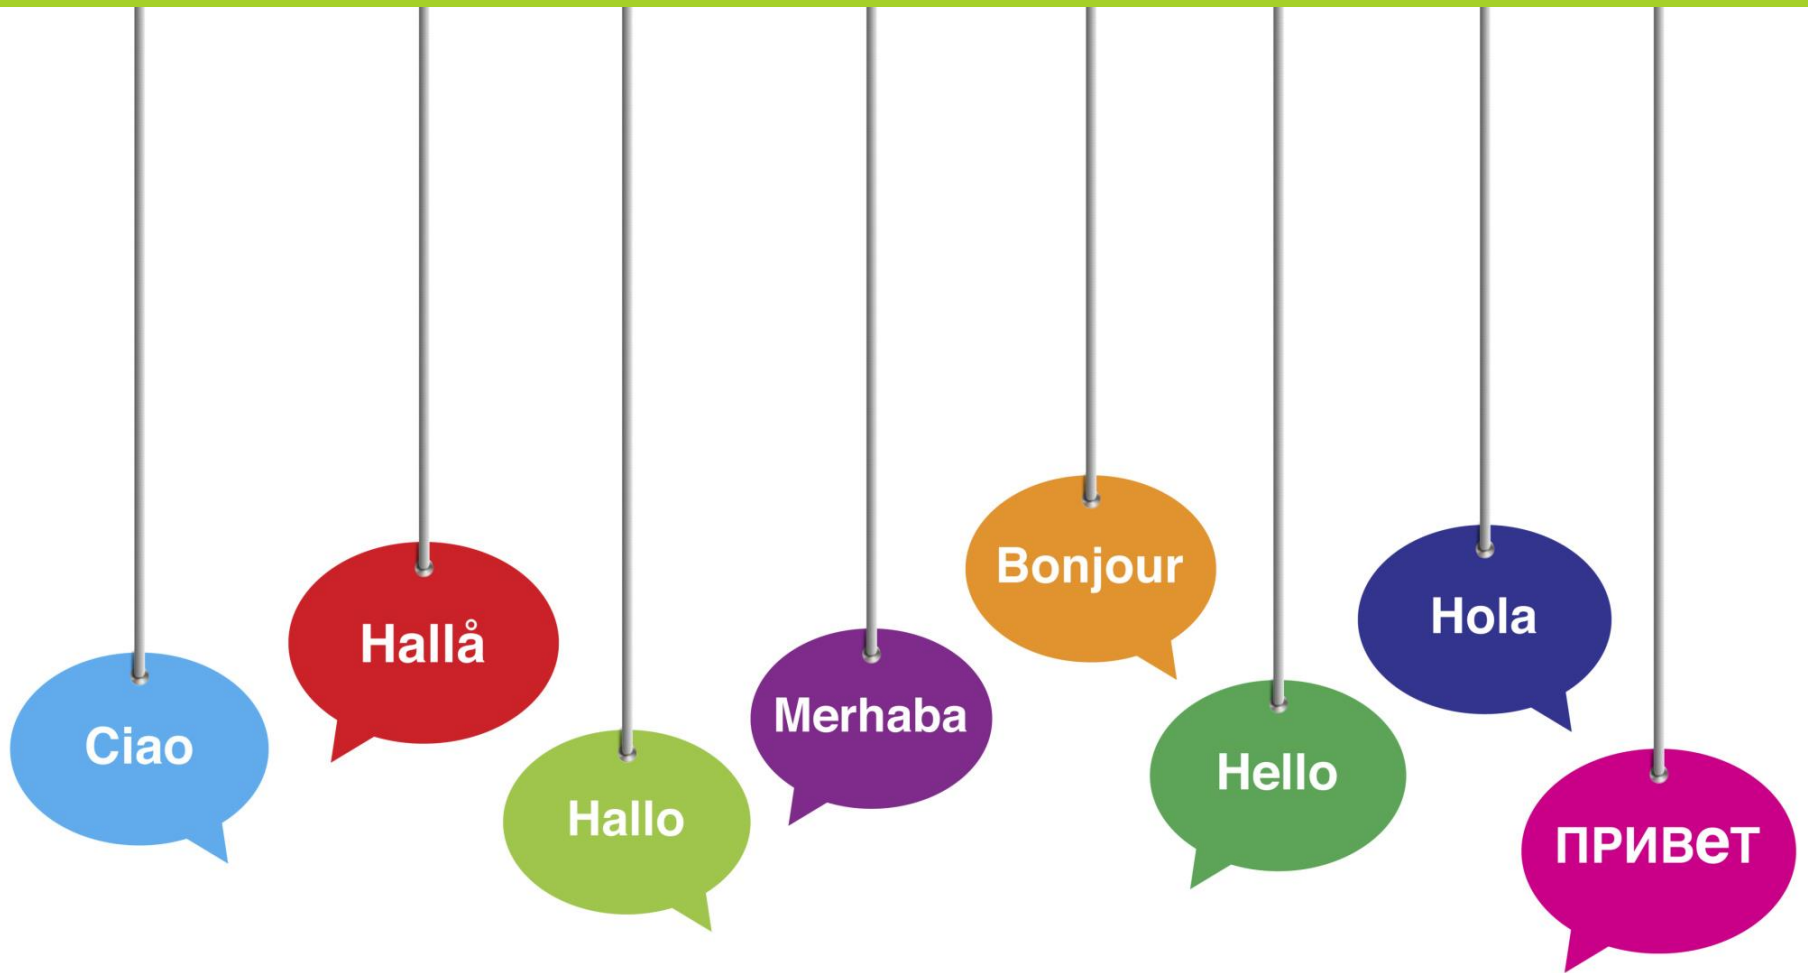 Ciao
Hallå
Hallo
Merhaba
Bonjour
Hello
Hola
привет